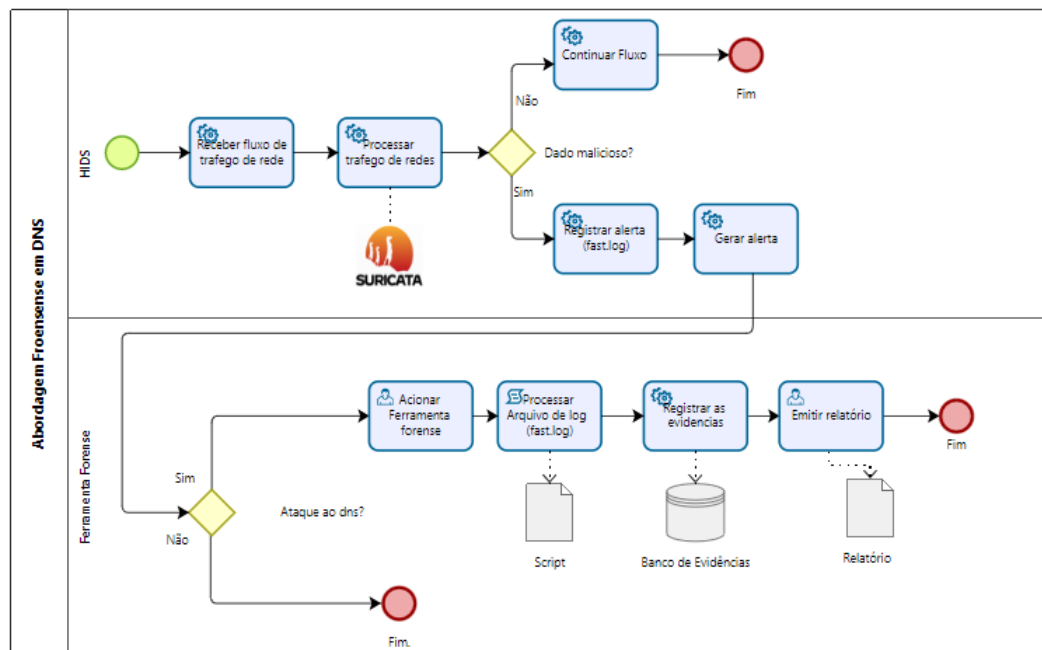 Abordagem Froensense em DNS
HIDS
Receber fluxo de
trafego de rede
Processar
trafego de redes
SURICATA
Dado malicioso?
Não
Continuar Fluxo
Fim
Sim
Registrar alerta
(fast.log)
Gerar alerta
Ferramenta Forense
Ataque ao dns?
Sim
Acionar
Ferramenta
forense
Processar
Arquivo de log
(fast.log)
Script
Registrar as
evidencias
Banco de Evidências
Emitir relatório
Relatório
Fim
Não
Fim.